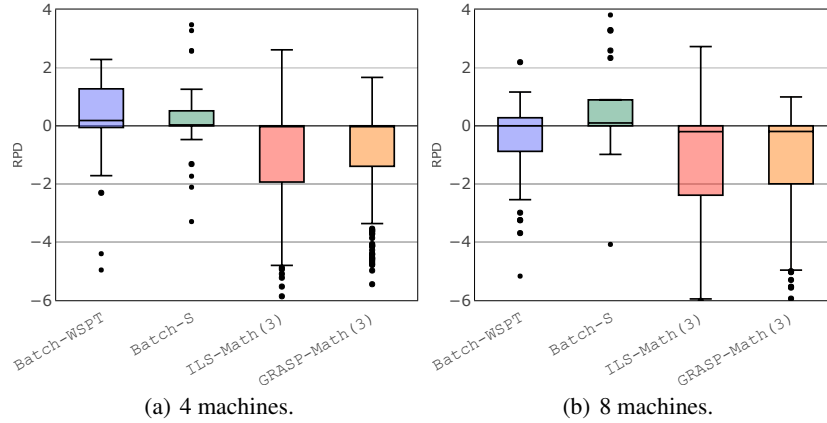 4
2
0
−2
−4
−6
RPD
Batch-WSPT
Batch-S
ILS-Math(3)
GRASP-Math(3)
(a) 4 machines.
4
2
0
−2
−4
−6
RPD
Batch-WSPT
Batch-S
ILS-Math(3)
GRASP-Math(3)
(b) 8 machines.